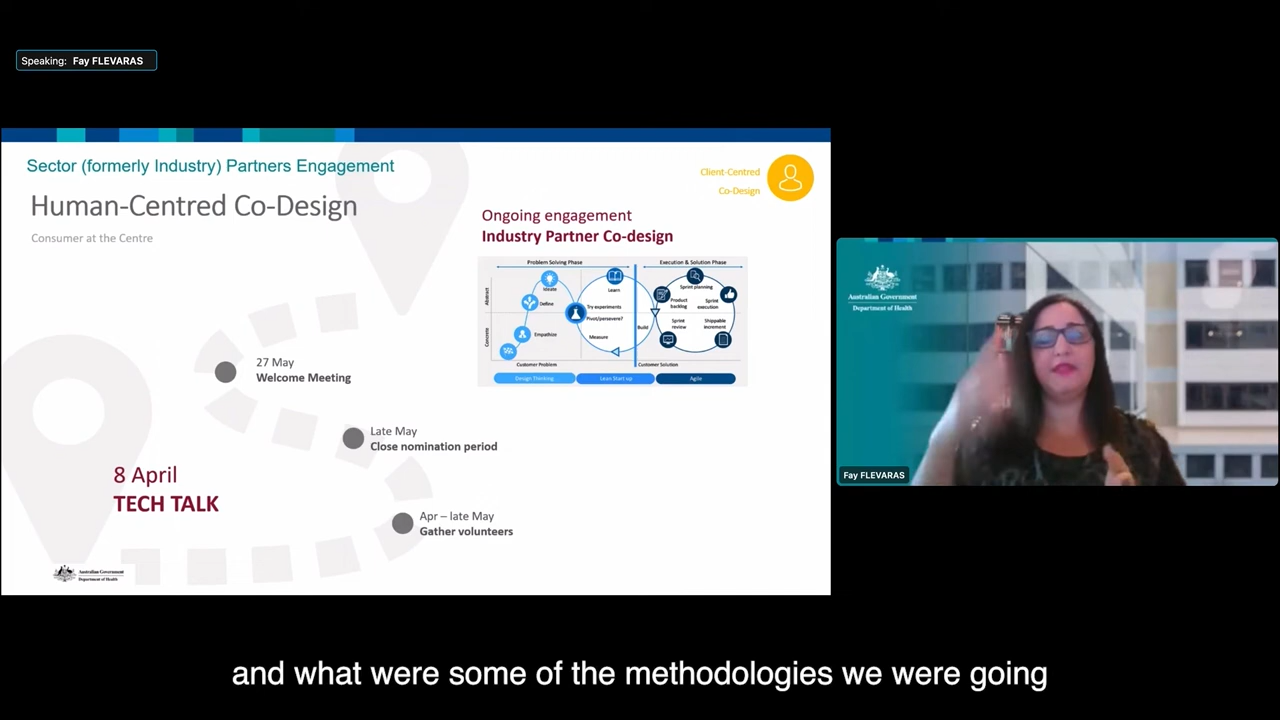 Speaking: Fay FLEVARAS
Sector (formerly Industry) Partners Engagement
Human-Centred Co-Design
Consumer at the Centre
Client-Centred
Co-Design
Ongoing engagement
Industry Partner Co-design
Problem Solving Phase
Execution & Solution Phase
Abstract
Concrete
Ideate
Define
Empathize
Learn
Try experiments
Pivot/persevere?
Measure
Build
Sprint planning
Product
backlog
Sprint
execution
Sprint
review
Shippable
increment
Customer Problem
Customer Solution
Design Thinking
Lean Start up
Agile
27 May
Welcome Meeting
Late May
Close nomination period
8 April
TECH TALK
Apr – late May
Gather volunteers
Australian Government
Department of Health
Australian Government
Department of Health
Fay FLEVARAS
and what were some of the methodologies we were going